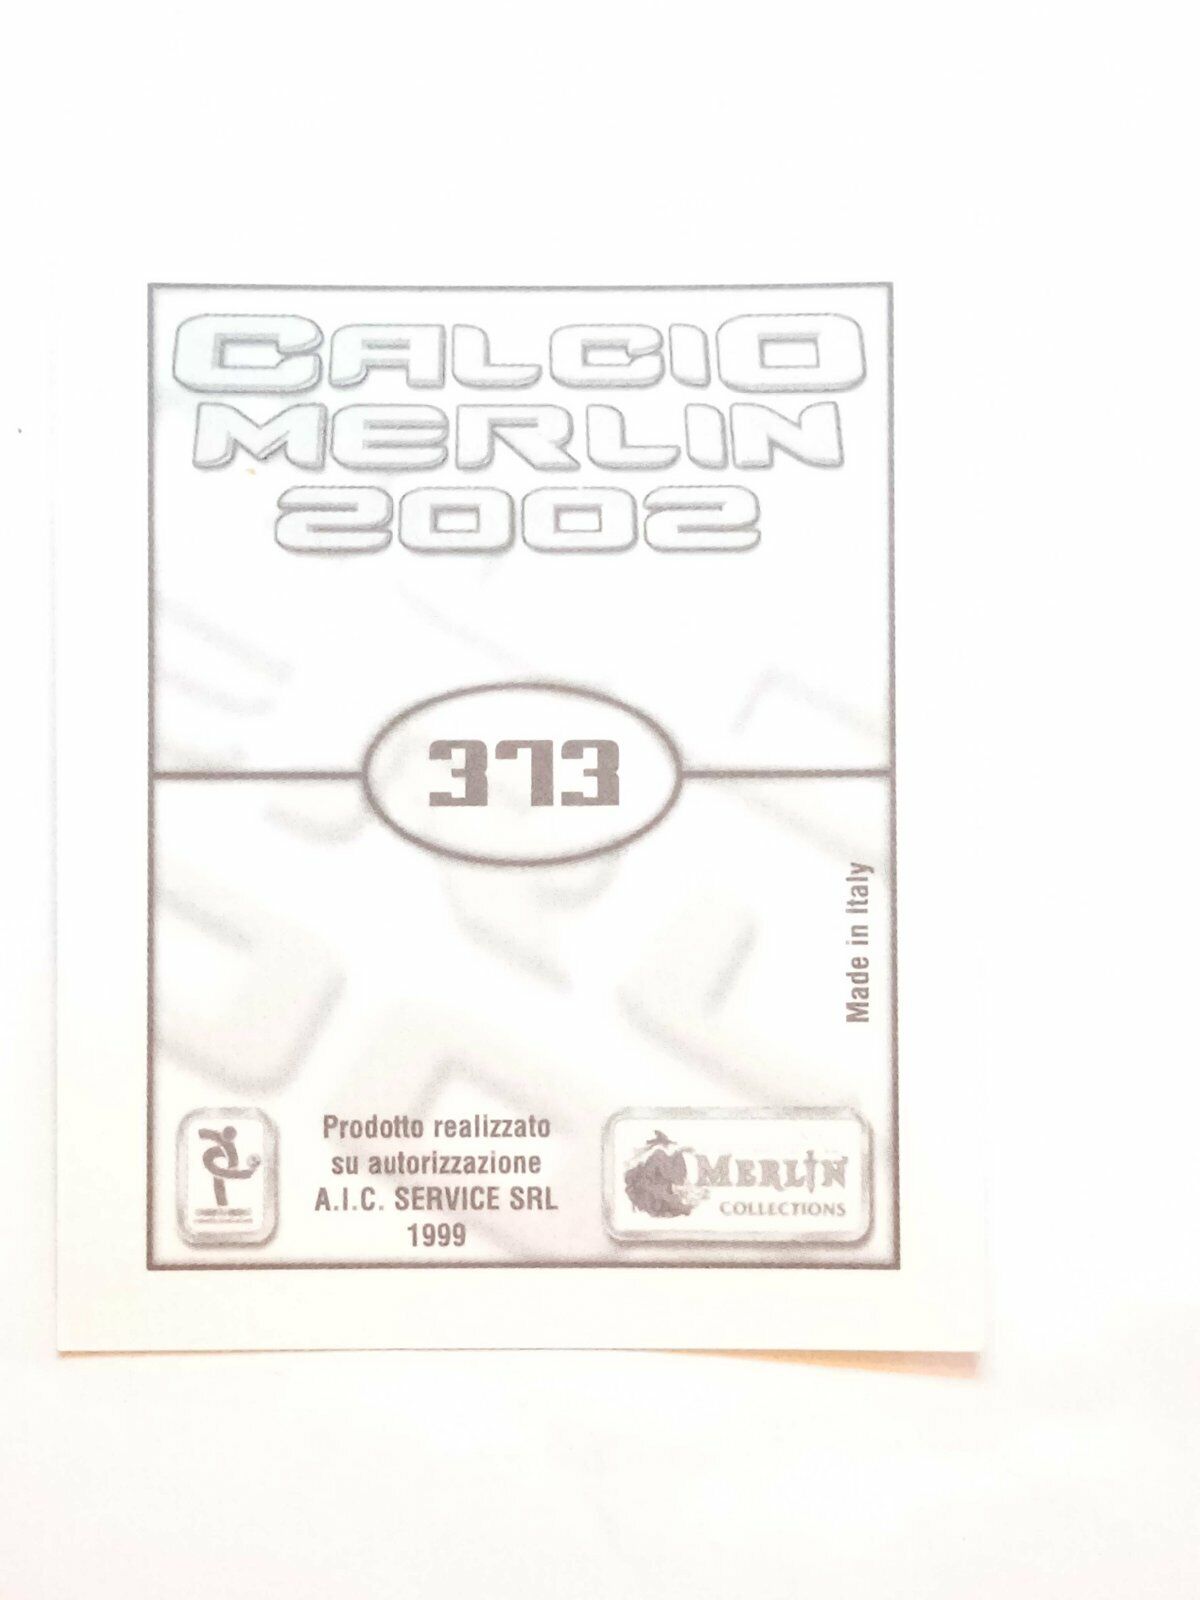 CALCIO
MERLIN
2002
373
Made in Italy
Prodotto realizzato
su autorizzazione
A.I.C. SERVICE SRL
1999
MERLIN
COLLECTIONS